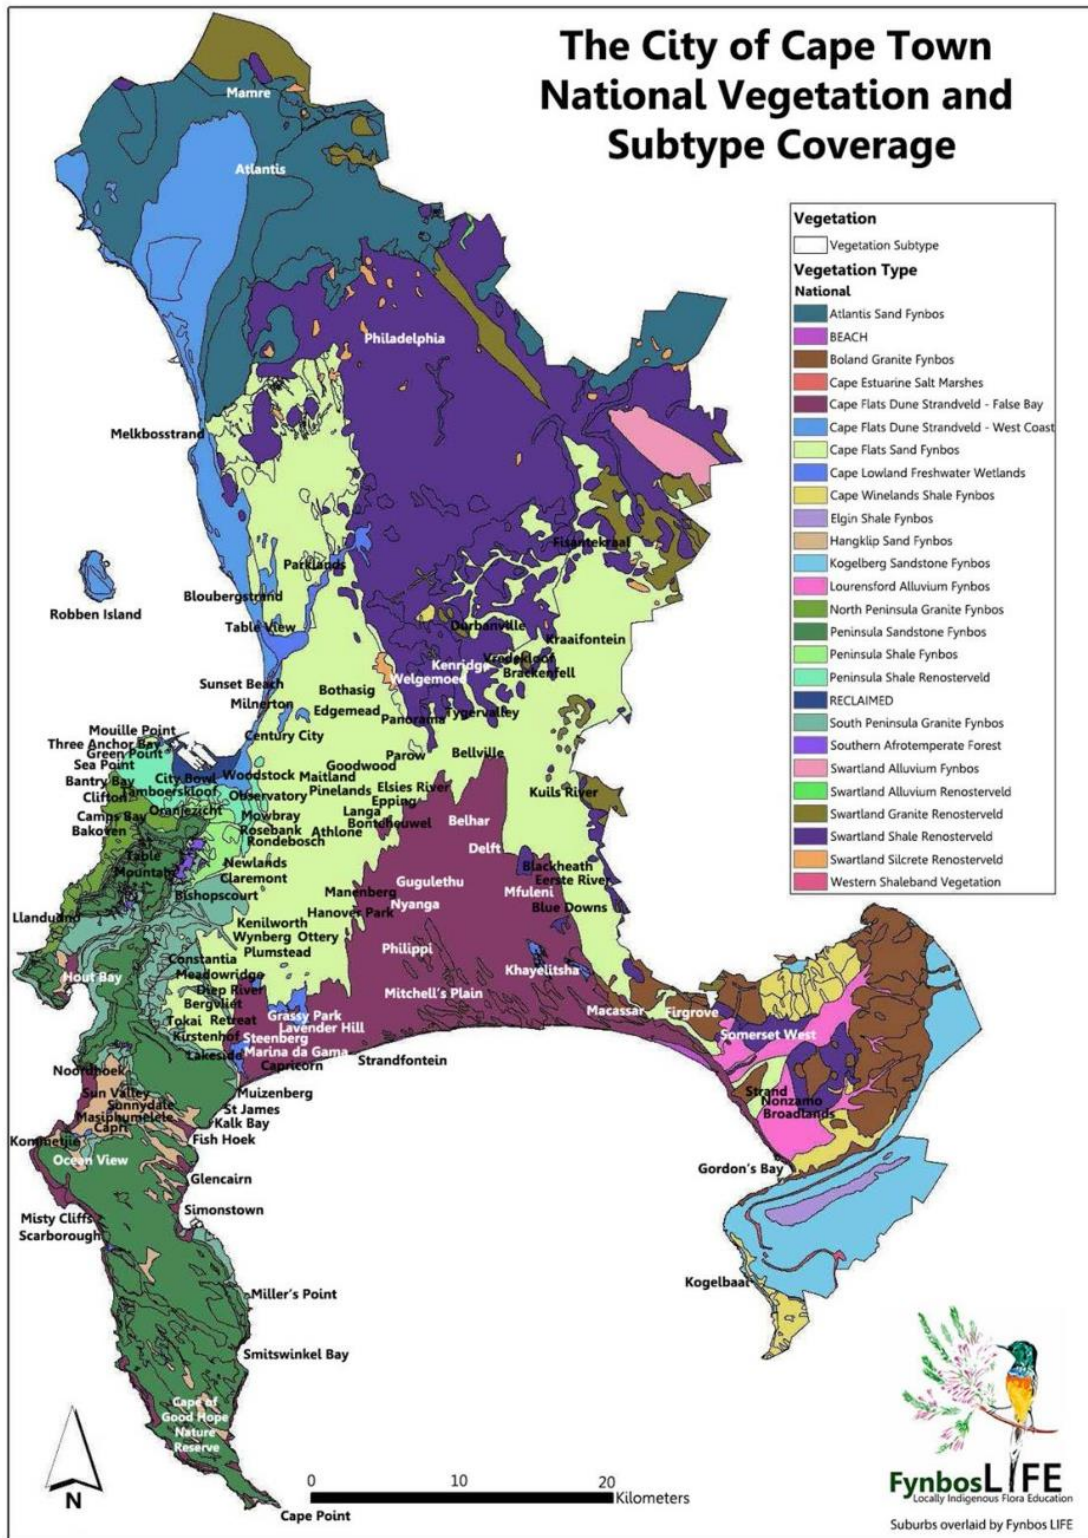 The City of Cape Town
National Vegetation and
Subtype Coverage
Vegetation
Vegetation Subtype
Vegetation Type
National
Atlantis Sand Fynbos
BEACH
Boland Granite Fynbos
Cape Estuarine Salt Marshes
Cape Flats Dune Strandveld - False Bay
Cape Flats Dune Strandveld - West Coast
Cape Flats Sand Fynbos
Cape Lowland Freshwater Wetlands
Cape Winelands Shale Fynbos
Elgin Shale Fynbos
Hangklip Sand Fynbos
Kogelberg Sandstone Fynbos
Lourensford Alluvium Fynbos
North Peninsula Granite Fynbos
Peninsula Sandstone Fynbos
Peninsula Shale Fynbos
Peninsula Shale Renosterveld
RECLAIMED
South Peninsula Granite Fynbos
Southern Afrotemperate Forest
Swartland Alluvium Fynbos
Swartland Alluvium Renosterveld
Swartland Granite Renosterveld
Swartland Shale Renosterveld
Swartland Silcrete Renosterveld
Western Shaleband Vegetation
Mamre
Atlantis
Philadelphia
Melkbosstrand
Fisantekraal
Parklands
Robben Island
Bloubergstrand
Table View
Durbanville
Kraaifontein
Vredekloof
Kenridge
Brackenfell
Welgemoed
Sunset Beach
Bothasig
Milnerton
Edgemead
Panorama
Tygervalley
Century City
Mouille Point
Three Anchor Bay
Green Point
Sea Point
Parow
Bellville
Goodwood
Bantry Bay
City Bowl
Woodstock
Maitland
Clifton
Tamboerskloof
Observatory
Pinelands
Elsies River
Kuils River
Epping
Camps Bay
Oranjezicht
Mowbray
Langa
Bonteheuwel
Belhar
Bakoven
Rosebank
Athlone
Rondebosch
Table
Mountain
Delft
Newlands
Blackheath
Claremont
Gugulethu
Eerste River
Bishopscourt
Manenberg
Nyanga
Mfuleni
Blue Downs
Llandudno
Hanover Park
Kenilworth
Wynberg
Ottery
Plumstead
Philippi
Constantia
Hout Bay
Meadowridge
Khayelitsha
Diep River
Mitchell's Plain
Bergvliet
Grassy Park
Macassar
Firgrove
Tokai
Retreat
Lavender Hill
Kirstenhof
Steenberg
Somerset West
Lakeside
Marina da Gama
Strandfontein
Capricorn
Noordhoek
Sun Valley
Muizenberg
Strand
Nonzamo
Sunnydale
St James
Broadlands
Masiphumelele
Capri
Kalk Bay
Kommetjie
Fish Hoek
Ocean View
Gordon's Bay
Glencairn
Simonstown
Misty Cliffs
Scarborough
Kogelbaai
Miller's Point
Smitswinkel Bay
Cape of
Good Hope
Nature
Reserve
Cape Point
N
0 10 20
Kilometers
FynbosLIFE
Locally Indigenous Flora Education
Suburbs overlaid by Fynbos LIFE